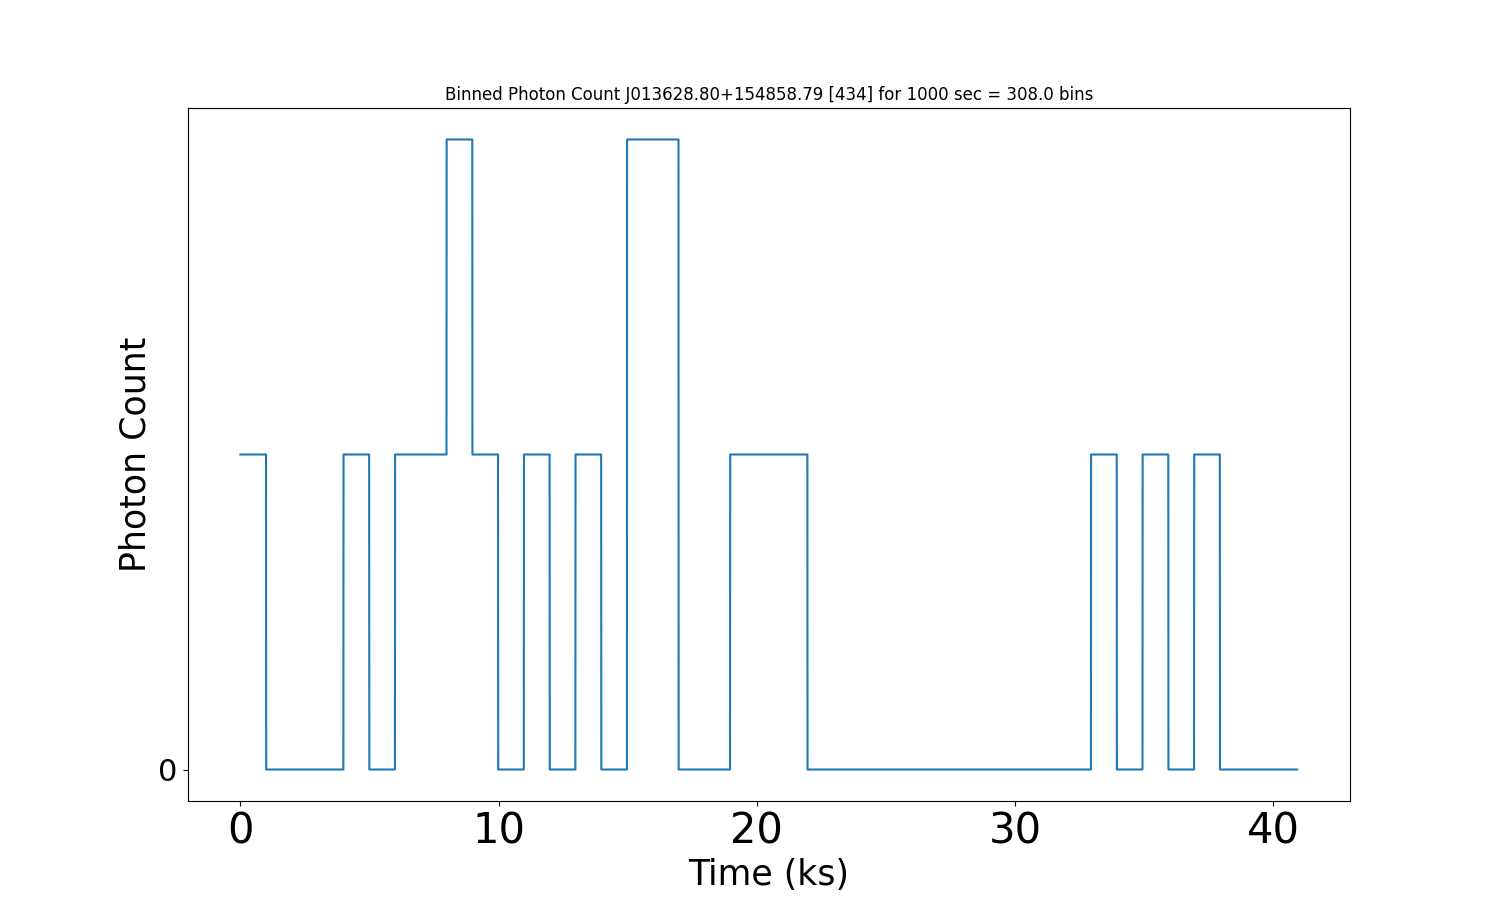 Binned Photon Count J013628.80+154858.79 [434] for 1000 sec = 308.0 bins
Photon Count
0
0 10 20 30 40
Time (ks)